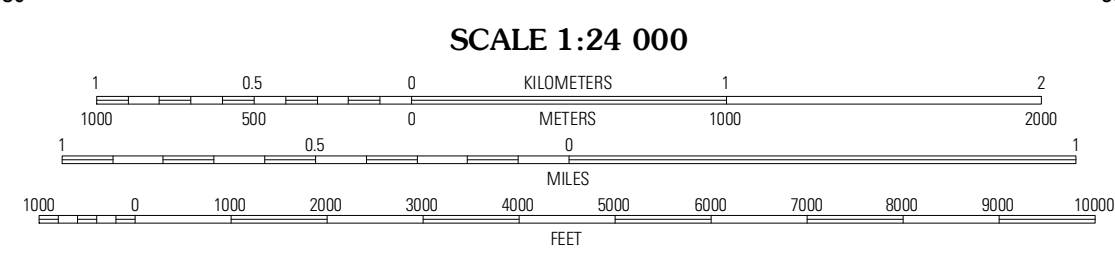 SCALE 1:24 000
1 0.5 0 KILOMETERS 1 2
1000 500 0 METERS 1000 2000
1 0.5 0 1
MILES
1000 0 1000 2000 3000 4000 5000 6000 7000 8000 9000 10000
FEET